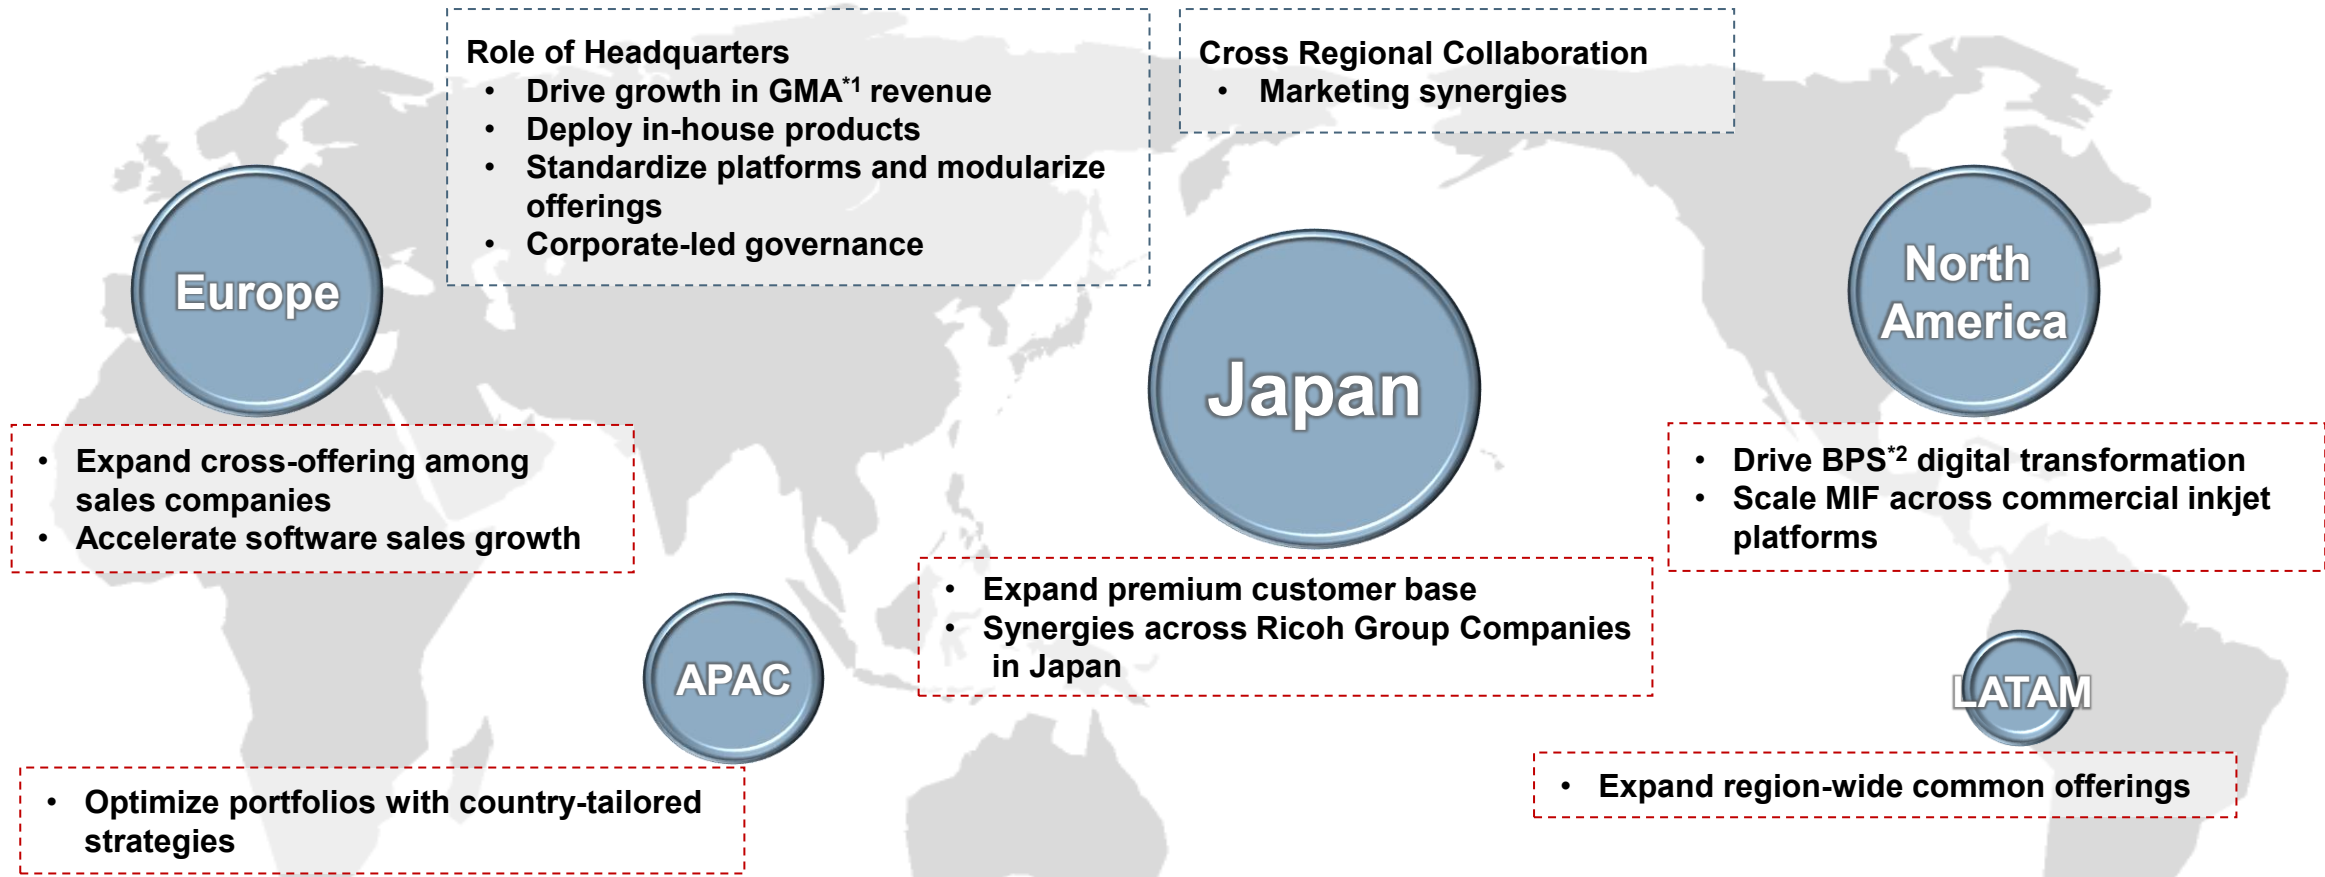 Role of Headquarters
• Drive growth in GMA*1 revenue
• Deploy in-house products
• Standardize platforms and modularize
offerings
• Corporate-led governance
Cross Regional Collaboration
• Marketing synergies
Europe
• Expand cross-offering among
sales companies
• Accelerate software sales growth
Japan
• Expand premium customer base
• Synergies across Ricoh Group Companies
in Japan
North
America
• Drive BPS*2 digital transformation
• Scale MIF across commercial inkjet
platforms
APAC
• Optimize portfolios with country-tailored
strategies
LATAM
• Expand region-wide common offerings